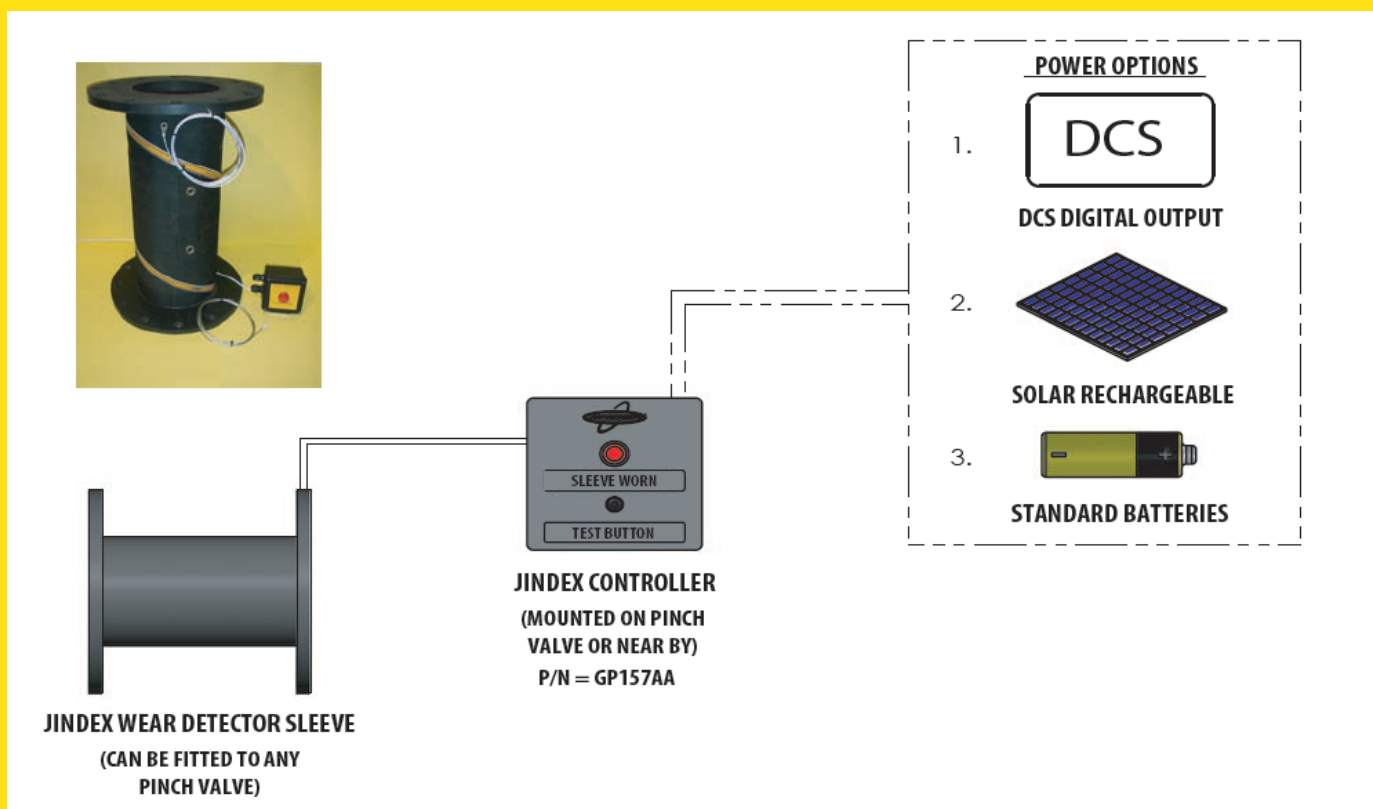 POWER OPTIONS
1.
DCS
DCS DIGITAL OUTPUT
2.
SOLAR RECHARGEABLE
3.
STANDARD BATTERIES
SLEEVE WORN
TEST BUTTON
JINDEX CONTROLLER
(MOUNTED ON PINCH
VALVE OR NEAR BY)
P/N = GP157AA
JINDEX WEAR DETECTOR SLEEVE
(CAN BE FITTED TO ANY
PINCH VALVE)